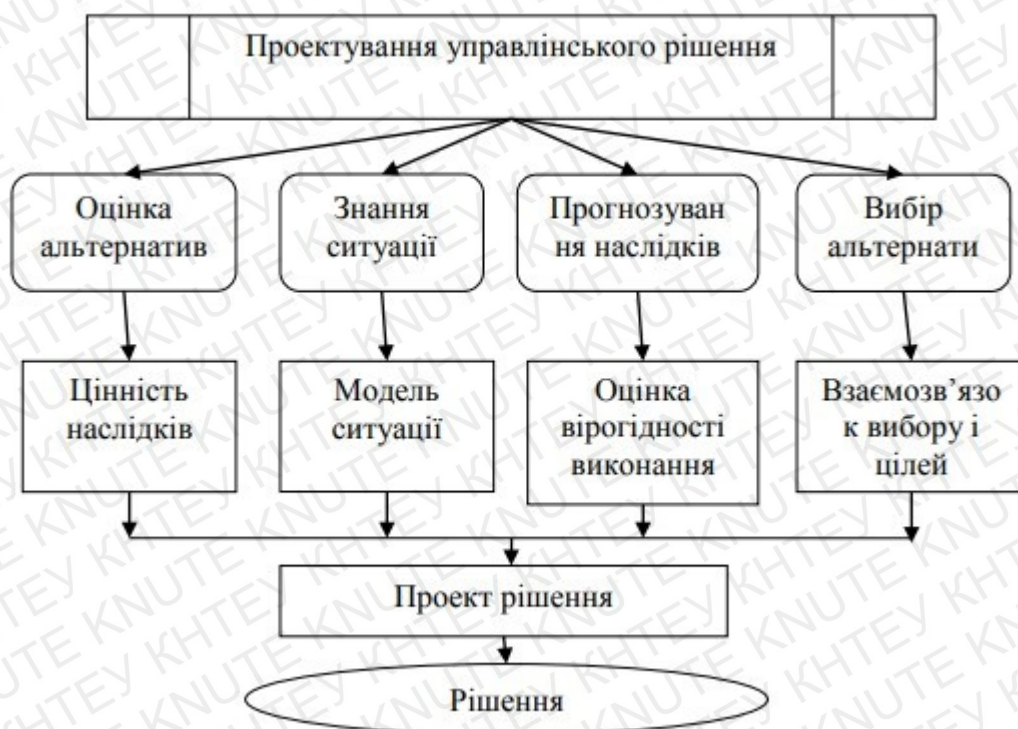 Проектування управлінського рішення
Оцінка
альтернатив
Знання
ситуації
Прогнозуван
ня наслідків
Вибір
альтернати
Цінність
наслідків
Модель
ситуації
Оцінка
вірогідності
виконання
Взаємозв’язо
к вибору і
цілей
Проект рішення
Рішення